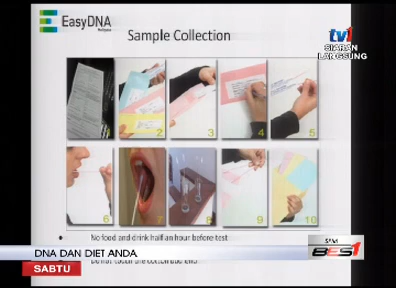 EasyDNA
Malaysia
Sample Collection
tv1
SIARAN
LANGSUNG
2
3
4
5
6
7
8
9
10
No food and drink half an hour before test
SPM
BES1
DNA DAN DIET ANDA
SABTU